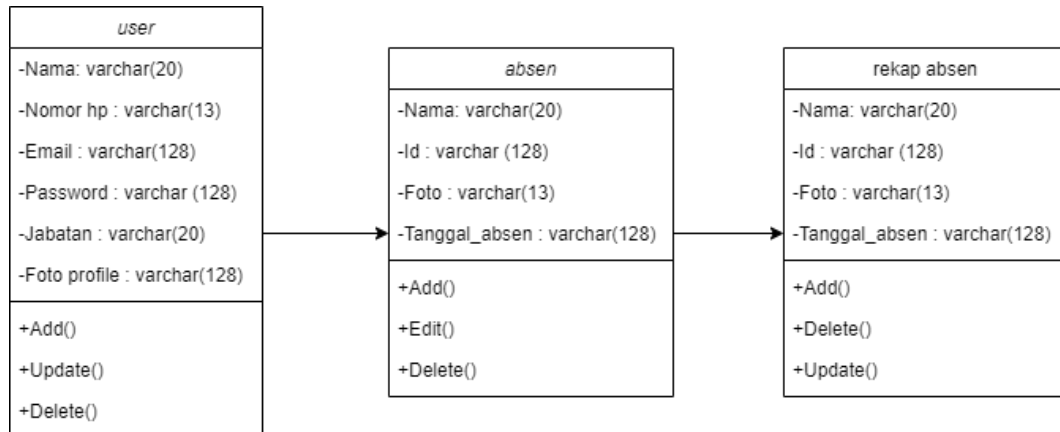 user
-Nama: varchar(20)
-Nomor hp : varchar(13)
-Email : varchar(128)
-Password : varchar (128)
-Jabatan : varchar(20)
-Foto profile : varchar(128)
+Add()
+Update()
+Delete()
absen
-Nama: varchar(20)
-Id : varchar (128)
-Foto : varchar(13)
-Tanggal_absen : varchar(128)
+Add()
+Edit()
+Delete()
rekap absen
-Nama: varchar(20)
-Id : varchar (128)
-Foto : varchar(13)
-Tanggal_absen : varchar(128)
+Add()
+Delete()
+Update()